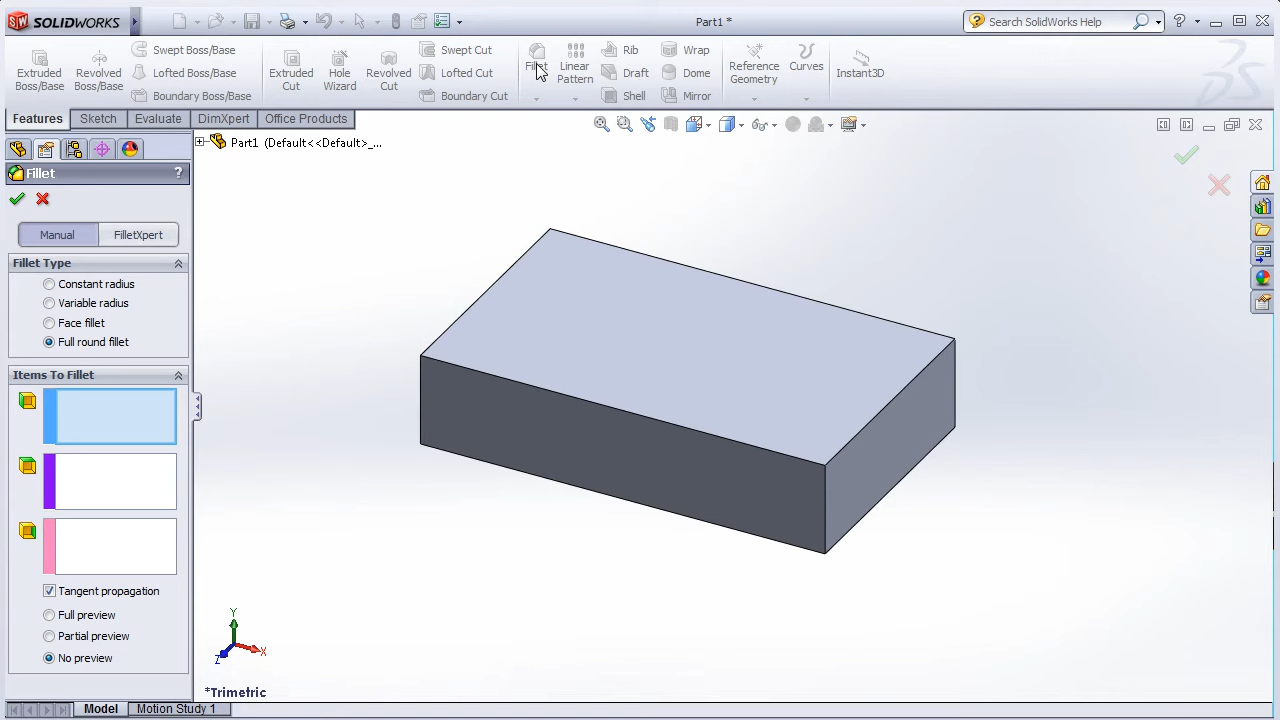 SOLIDWORKS
Part1 *
Search SolidWorks Help
Extruded Boss/Base
Revolved Boss/Base
Swept Boss/Base
Lofted Boss/Base
Boundary Boss/Base
Extruded Cut
Hole Wizard
Revolved Cut
Swept Cut
Lofted Cut
Boundary Cut
Fillet
Linear Pattern
Rib
Draft
Shell
Wrap
Dome
Mirror
Reference Geometry
Curves
Instant3D
Features
Sketch
Evaluate
DimXpert
Office Products
Part1 (Default<<Default>_...
Fillet
?
Manual
FilletXpert
Fillet Type
Constant radius
Variable radius
Face fillet
Full round fillet
Items To Fillet
Tangent propagation
Full preview
Partial preview
No preview
Y
X
Z
*Trimetric
Model
Motion Study 1